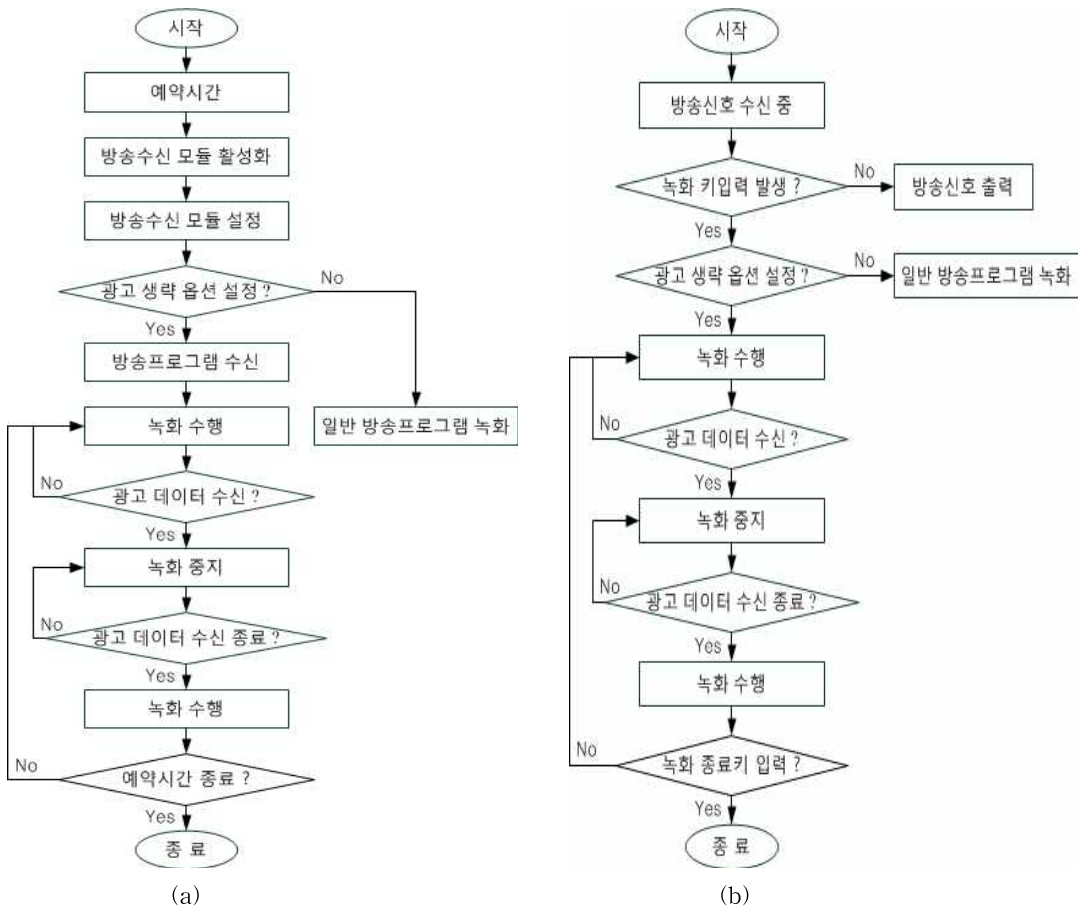 시작
예약시간
방송수신 모듈 활성화
방송수신 모듈 설정
광고 생략 옵션 설정 ?
No
Yes
방송프로그램 수신
녹화 수행
일반 방송프로그램 녹화
No
광고 데이터 수신 ?
Yes
녹화 중지
No
광고 데이터 수신 종료 ?
Yes
녹화 수행
No
예약시간 종료 ?
Yes
종 료
(a)
시작
방송신호 수신 중
녹화 키입력 발생 ?
No
방송신호 출력
Yes
광고 생략 옵션 설정 ?
No
일반 방송프로그램 녹화
Yes
녹화 수행
No
광고 데이터 수신 ?
Yes
녹화 중지
No
광고 데이터 수신 종료 ?
Yes
녹화 수행
No
녹화 종료키 입력 ?
Yes
종 료
(b)